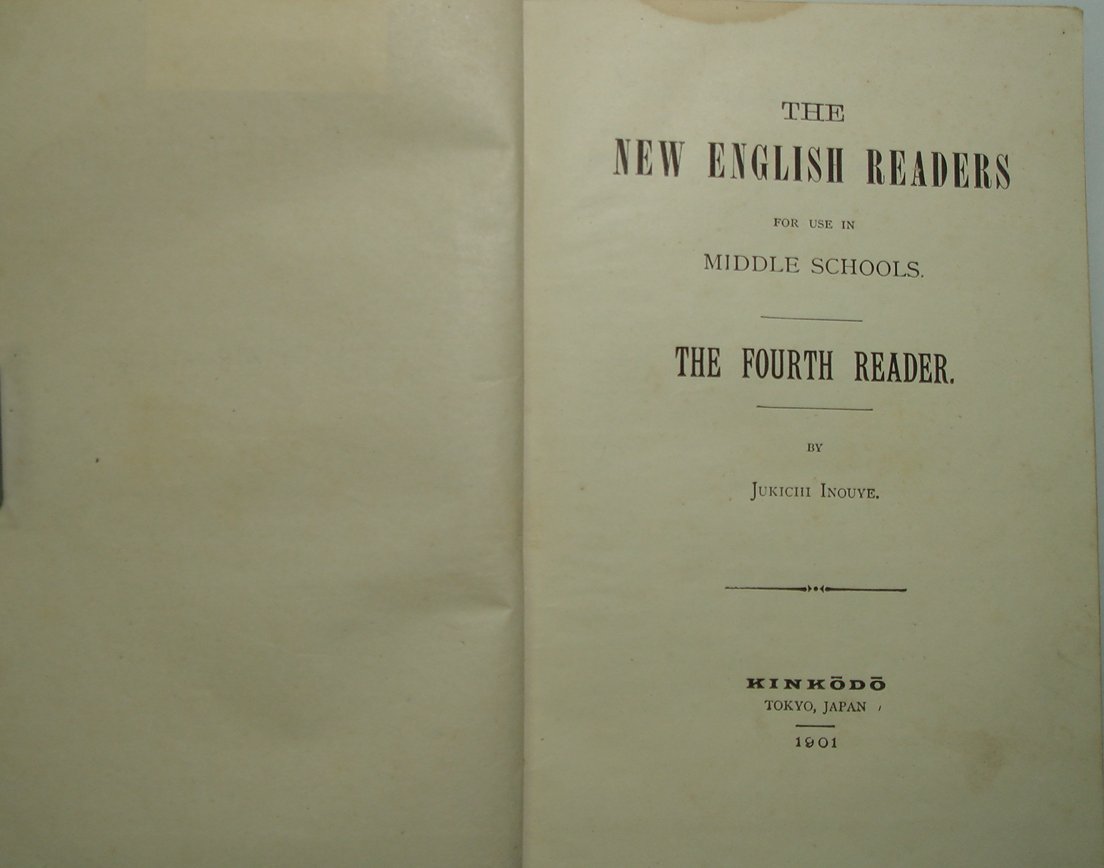 THE
NEW ENGLISH READERS
FOR USE IN
MIDDLE SCHOOLS.
THE FOURTH READER.
BY
JUKICHI INOUYE.
KINKŌDŌ
TOKYO, JAPAN
1901